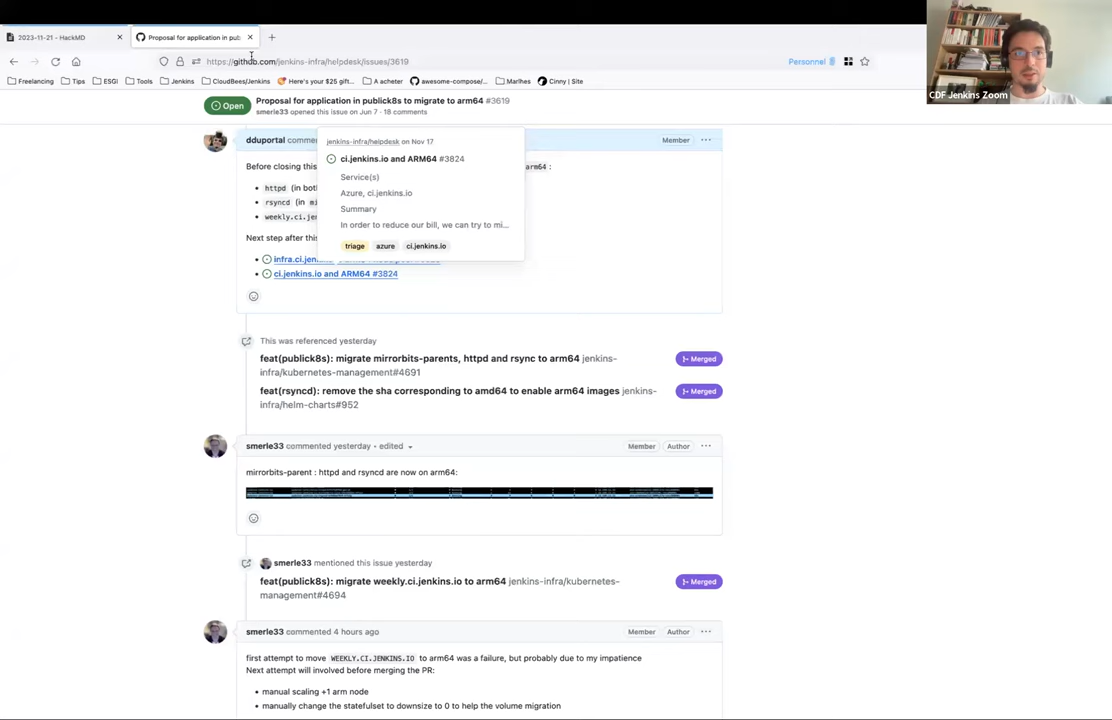 2023-11-21 - HackMD
Proposal for application in pub
https://github.com/jenkins-infra/helpdesk/issues/3619
Personnel
Freelancing
Tips
ESGI
Tools
Jenkins
CloudBees/Jenkins
Here's your $25 gift...
A acheter
awesome-compose/...
Marlhes
Cinny | Site
CDF Jenkins Zoom
Open
Proposal for application in publick8s to migrate to arm64 #3619
smerle33 opened this issue on Jun 7 · 18 comments
dduportal
Member
jenkins-infra/helpdesk on Nov 17
ci.jenkins.io and ARM64 #3824
Service(s)
Azure, ci.jenkins.io
Summary
In order to reduce our bill, we can try to mi...
triage
azure
ci.jenkins.io
Before closing this
:
httpd (in bot
rsyncd (in mi
weekly.ci.jen
Next step after this
infra.ci.jen
ci.jenkins.io and ARM64 #3824
This was referenced yesterday
feat(publick8s): migrate mirrorbits-parents, httpd and rsync to arm64 jenkins-
infra/kubernetes-management#4691
Merged
feat(rsyncd): remove the sha corresponding to amd64 to enable arm64 images jenkins-
infra/helm-charts#952
Merged
smerle33 commented yesterday • edited
Member
Author
mirrorbits-parent : httpd and rsyncd are now on arm64:
smerle33 mentioned this issue yesterday
feat(publick8s): migrate weekly.ci.jenkins.io to arm64 jenkins-infra/kubernetes-
management#4694
Merged
smerle33 commented 4 hours ago
Member
Author
first attempt to move WEEKLY.CI.JENKINS.IO to arm64 was a failure, but probably due to my impatience
Next attempt will involved before merging the PR:
manual scaling +1 arm node
manually change the statefulset to downsize to 0 to help the volume migration